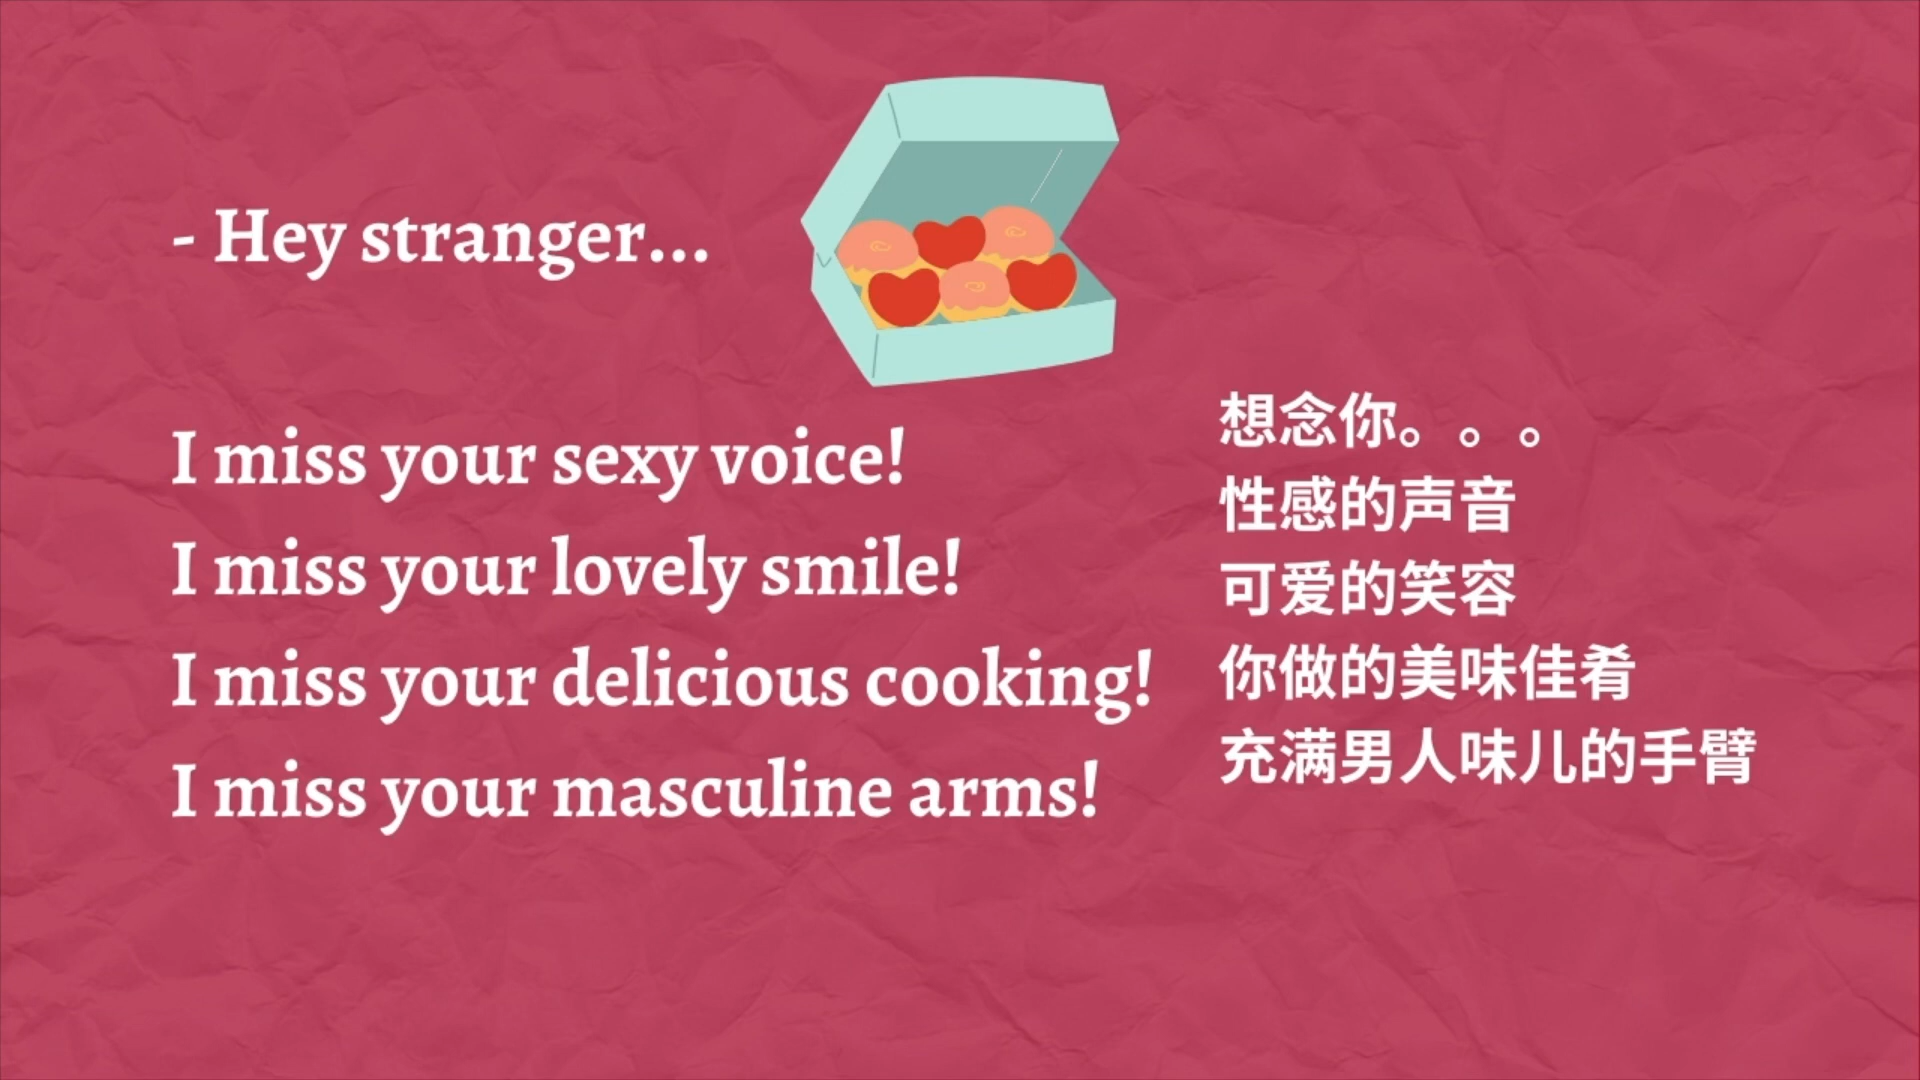 - Hey stranger...
I miss your sexy voice!
I miss your lovely smile!
I miss your delicious cooking!
I miss your masculine arms!
想念你。。。
性感的声音
可爱的笑容
你做的美味佳肴
充满男人味儿的手臂